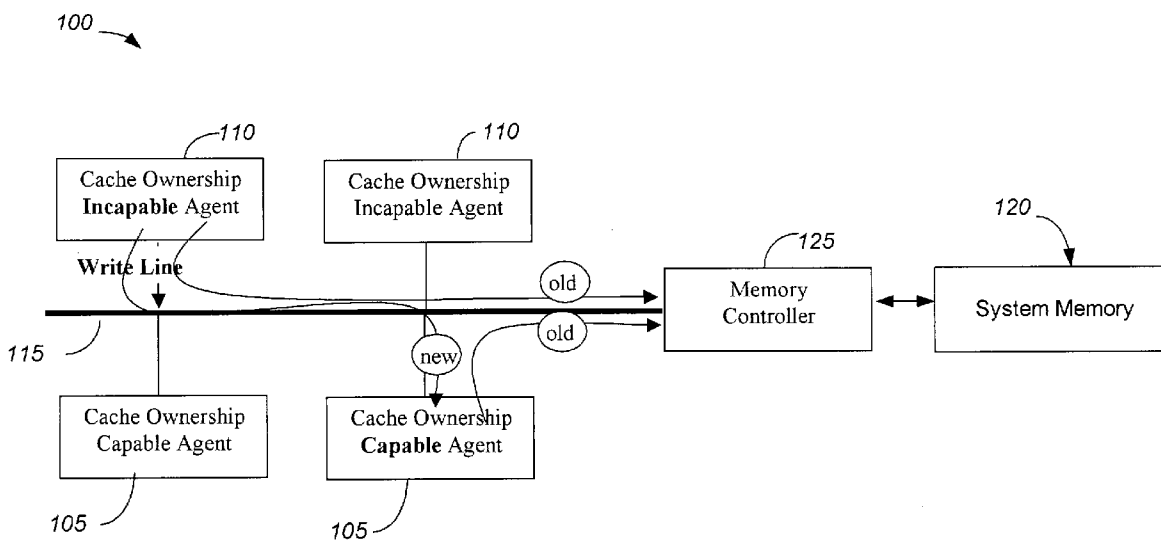 100
110
110
Cache Ownership
Incapable Agent
Cache Ownership
Incapable Agent
120
125
Write Line
old
Memory
Controller
System Memory
old
115
new
Cache Ownership
Capable Agent
Cache Ownership
Capable Agent
105
105